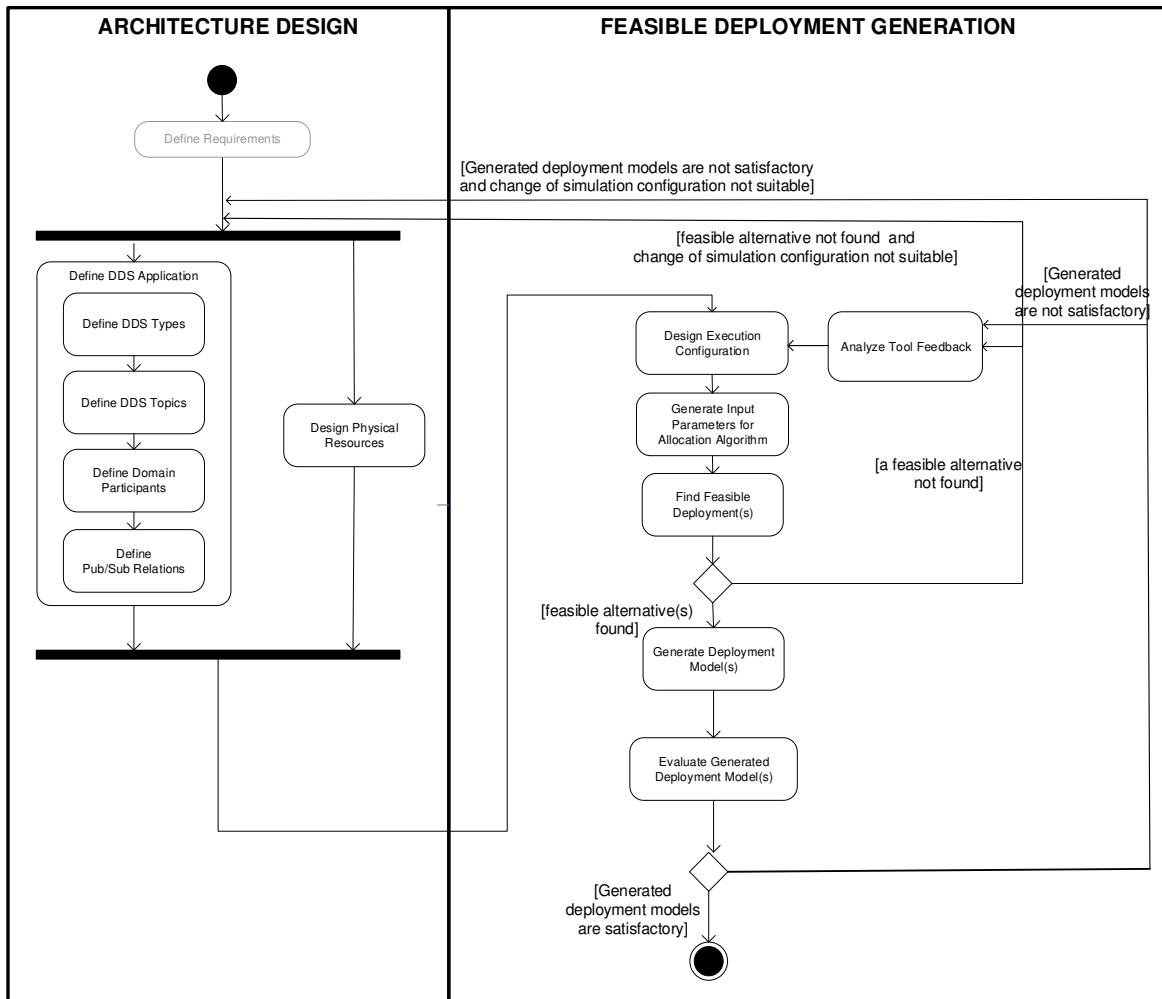 ARCHITECTURE DESIGN
FEASIBLE DEPLOYMENT GENERATION
Define Requirements
[Generated deployment models are not satisfactory
and change of simulation configuration not suitable]
[feasible alternative not found and
change of simulation configuration not suitable]
[Generated
deployment models
are not satisfactory]
Define DDS Application
Define DDS Types
Define DDS Topics
Define Domain
Participants
Define
Pub/Sub Relations
Design Physical
Resources
Design Execution
Configuration
Analyze Tool Feedback
Generate Input
Parameters for
Allocation Algorithm
[a feasible alternative
not found]
Find Feasible
Deployment(s)
[feasible alternative(s)
found]
Generate Deployment
Model(s)
Evaluate Generated
Deployment Model(s)
[Generated
deployment models
are satisfactory]